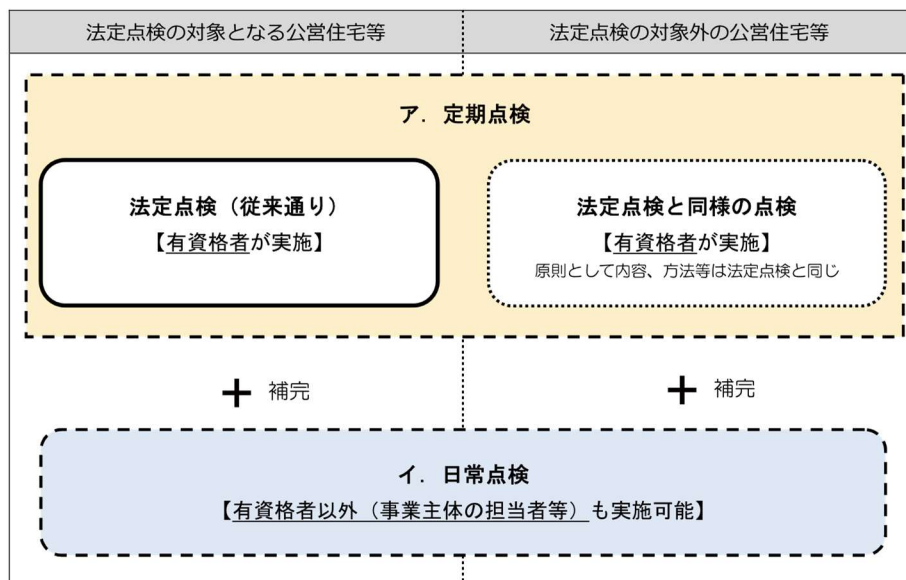 法定点検の対象となる公営住宅等
法定点検の対象外の公営住宅等
ア．定期点検
法定点検（従来通り）
【有資格者が実施】
法定点検と同様の点検
【有資格者が実施】
原則として内容、方法等は法定点検と同じ
＋ 補完
＋ 補完
イ．日常点検
【有資格者以外（事業主体の担当者等）も実施可能】